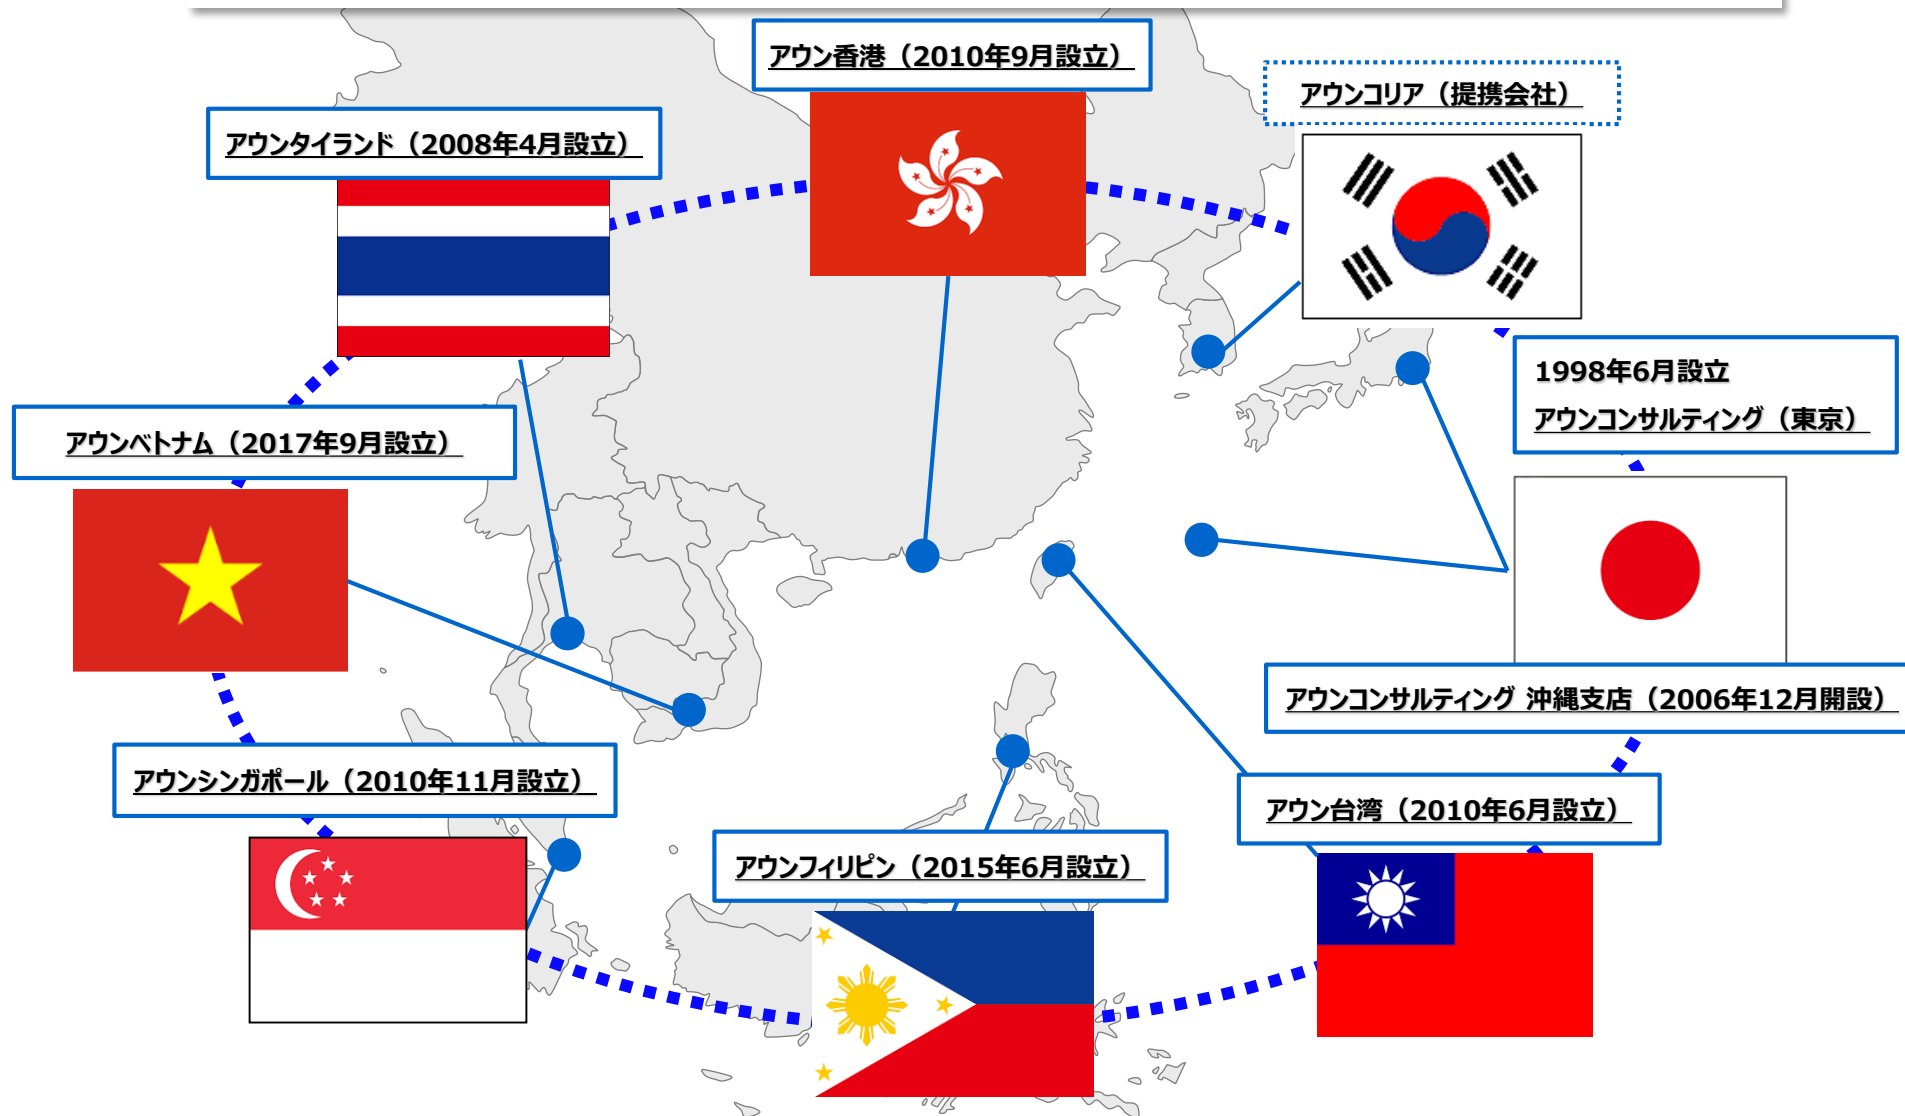 アウン香港（2010年9月設立）
アウンコリア（提携会社）
アウンタイランド（2008年4月設立）
1998年6月設立
アウンコンサルティング（東京）
アウンベトナム（2017年9月設立）
アウンコンサルティング 沖縄支店（2006年12月開設）
アウンシンガポール（2010年11月設立）
アウン台湾（2010年6月設立）
アウンフィリピン（2015年6月設立）